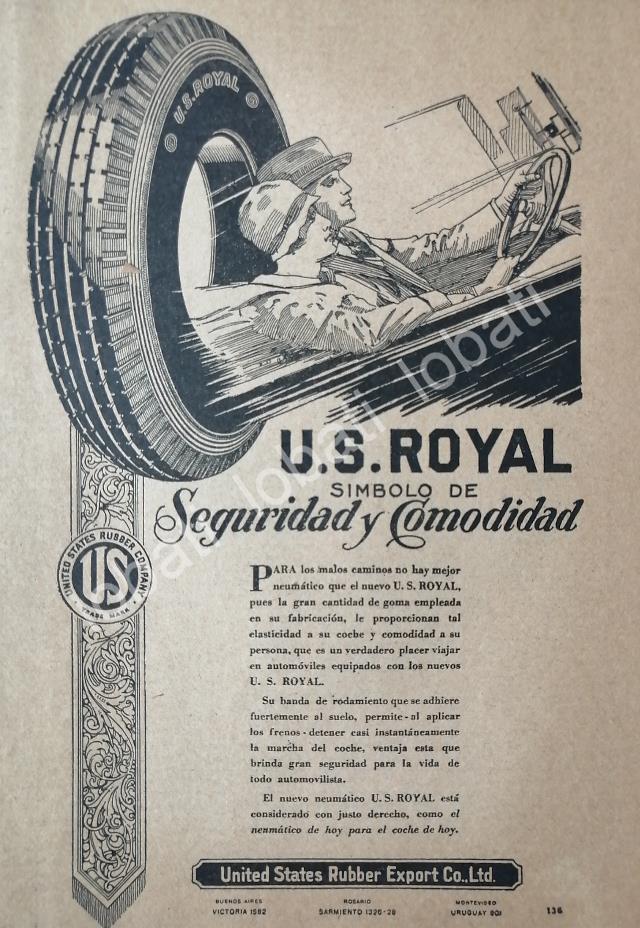 U.S. ROYAL
U.S. ROYAL
SIMBOLO DE
Seguridad y Comodidad
UNITED STATES RUBBER COMPANY
US
TRADE MARK
PARA los malos caminos no hay mejor
neumático que el nuevo U. S. ROYAL,
pues la gran cantidad de goma empleada
en su fabricación, le proporcionan tal
elasticidad a su coche y comodidad a su
persona, que es un verdadero placer viajar
en automóviles equipados con los nuevos
U. S. ROYAL.
Su banda de rodamiento que se adhiere
fuertemente al suelo, permite - al aplicar
los frenos - detener casi instantáneamente
la marcha del coche, ventaja esta que
brinda gran seguridad para la vida de
todo automovilista.
El nuevo neumático U. S. ROYAL está
considerado con justo derecho, como el
neumático de hoy para el coche de hoy.
United States Rubber Export Co., Ltd.
BUENOS AIRES
VICTORIA 1582
ROSARIO
SARMIENTO 1326-28
MONTEVIDEO
URUGUAY 901
136
lobati lobati